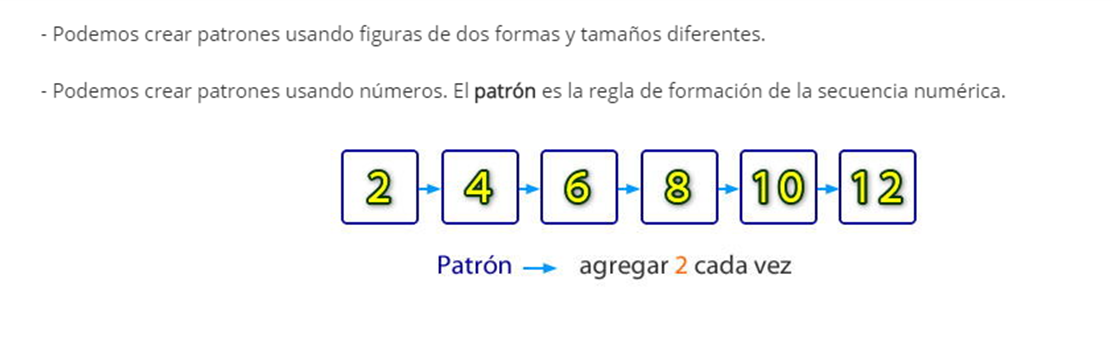 - Podemos crear patrones usando figuras de dos formas y tamaños diferentes.
- Podemos crear patrones usando números. El patrón es la regla de formación de la secuencia numérica.
2 4 6 8 10 12
Patrón agregar 2 cada vez